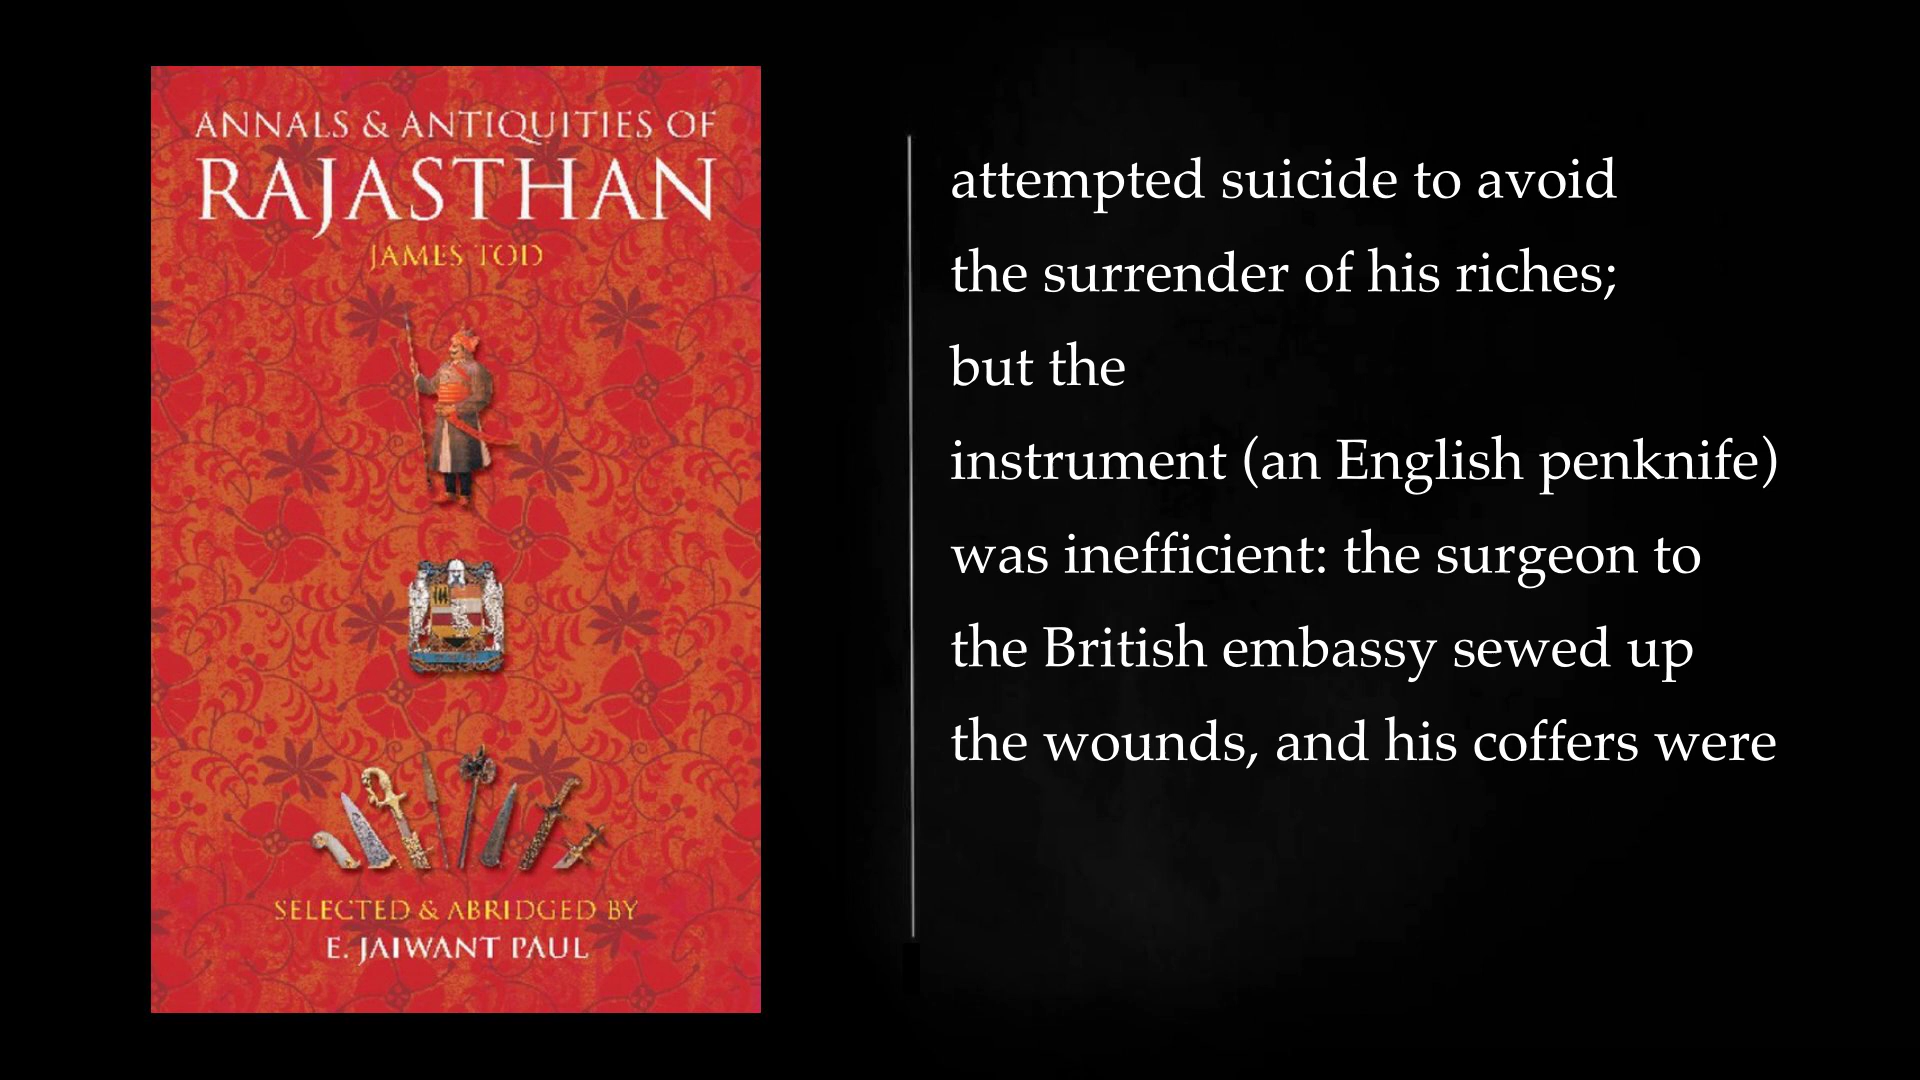 ANNALS & ANTIQUITIES OF
RAJASTHAN
JAMES TOD
SELECTED & ABRIDGED BY
E. JAIWANT PAUL
attempted suicide to avoid
the surrender of his riches;
but the
instrument (an English penknife)
was inefficient: the surgeon to
the British embassy sewed up
the wounds, and his coffers were